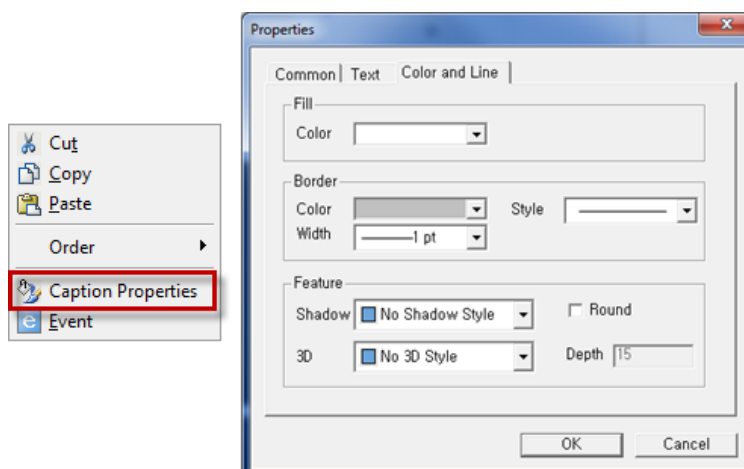 Cut
Copy
Paste
Order
Caption Properties
Event
Properties
Common Text Color and Line
Fill
Color
Border
Color Style
Width 1 pt
Feature
Shadow No Shadow Style Round
3D No 3D Style Depth 15
OK Cancel